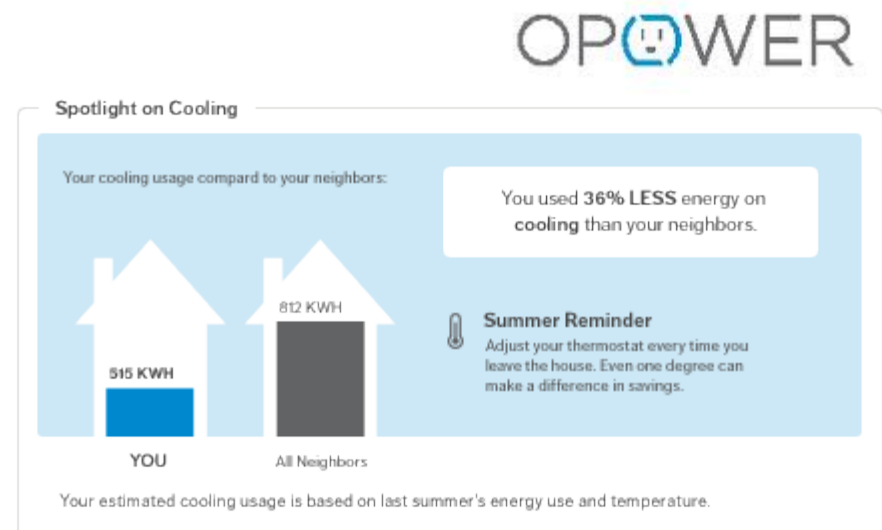 OPOWER
Spotlight on Cooling
Your cooling usage compard to your neighbors:
You used 36% LESS energy on
cooling than your neighbors.
812 KWH
Summer Reminder
Adjust your thermostat every time you
leave the house. Even one degree can
make a difference in savings.
515 KWH
YOU
All Neighbors
Your estimated cooling usage is based on last summer's energy use and temperature.